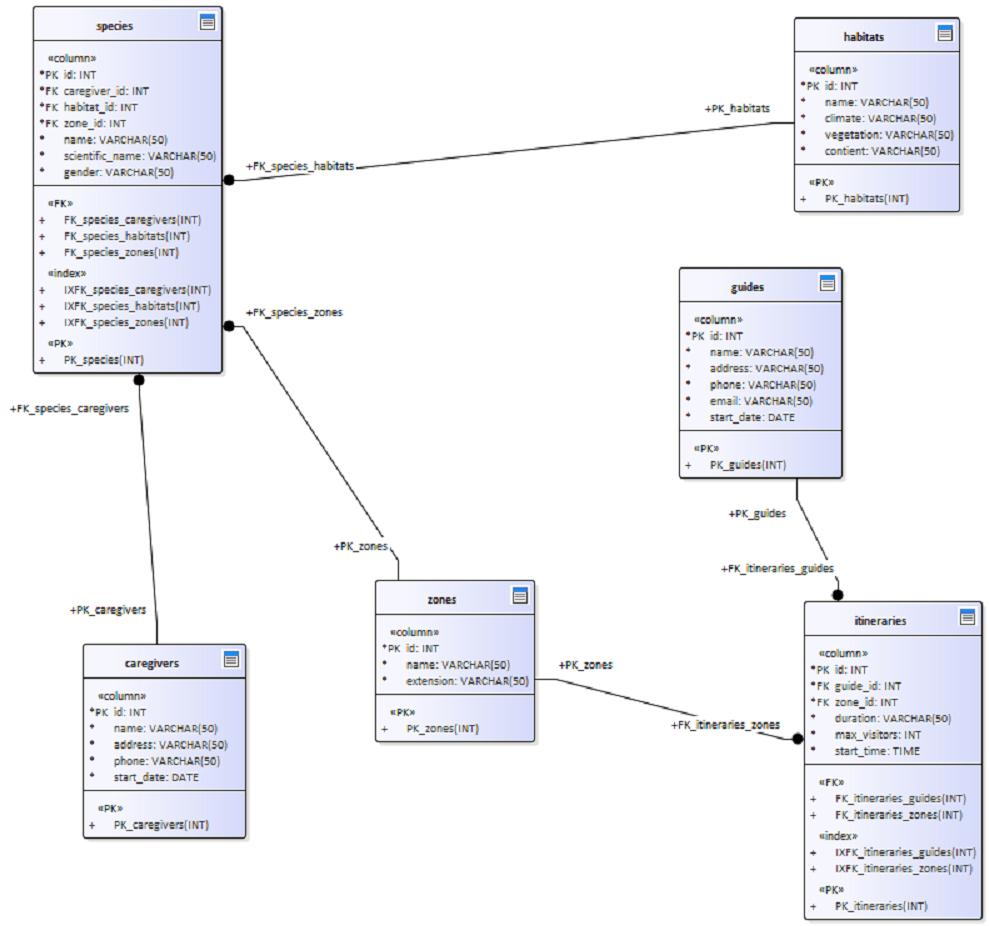 species
«column»
*PK id: INT
*FK caregiver_id: INT
*FK habitat_id: INT
*FK zone_id: INT
* name: VARCHAR(50)
* scientific_name: VARCHAR(50)
* gender: VARCHAR(50)
«FK»
+ FK_species_caregivers(INT)
+ FK_species_habitats(INT)
+ FK_species_zones(INT)
«index»
+ IXFK_species_caregivers(INT)
+ IXFK_species_habitats(INT)
+ IXFK_species_zones(INT)
«PK»
+ PK_species(INT)
habitats
«column»
*PK id: INT
* name: VARCHAR(50)
* climate: VARCHAR(50)
* vegetation: VARCHAR(50)
* contient: VARCHAR(50)
«PK»
+ PK_habitats(INT)
+PK_habitats
+FK_species_habitats
guides
«column»
*PK id: INT
* name: VARCHAR(50)
* address: VARCHAR(50)
* phone: VARCHAR(50)
* email: VARCHAR(50)
* start_date: DATE
«PK»
+ PK_guides(INT)
+FK_species_zones
+FK_species_caregivers
+PK_zones
+PK_guides
+FK_itineraries_guides
+PK_caregivers
caregivers
«column»
*PK id: INT
* name: VARCHAR(50)
* address: VARCHAR(50)
* phone: VARCHAR(50)
* start_date: DATE
«PK»
+ PK_caregivers(INT)
zones
«column»
*PK id: INT
* name: VARCHAR(50)
* extension: VARCHAR(50)
«PK»
+ PK_zones(INT)
+PK_zones
+FK_itineraries_zones
itineraries
«column»
*PK id: INT
*FK guide_id: INT
*FK zone_id: INT
* duration: VARCHAR(50)
* max_visitors: INT
* start_time: TIME
«FK»
+ FK_itineraries_guides(INT)
+ FK_itineraries_zones(INT)
«index»
+ IXFK_itineraries_guides(INT)
+ IXFK_itineraries_zones(INT)
«PK»
+ PK_itineraries(INT)